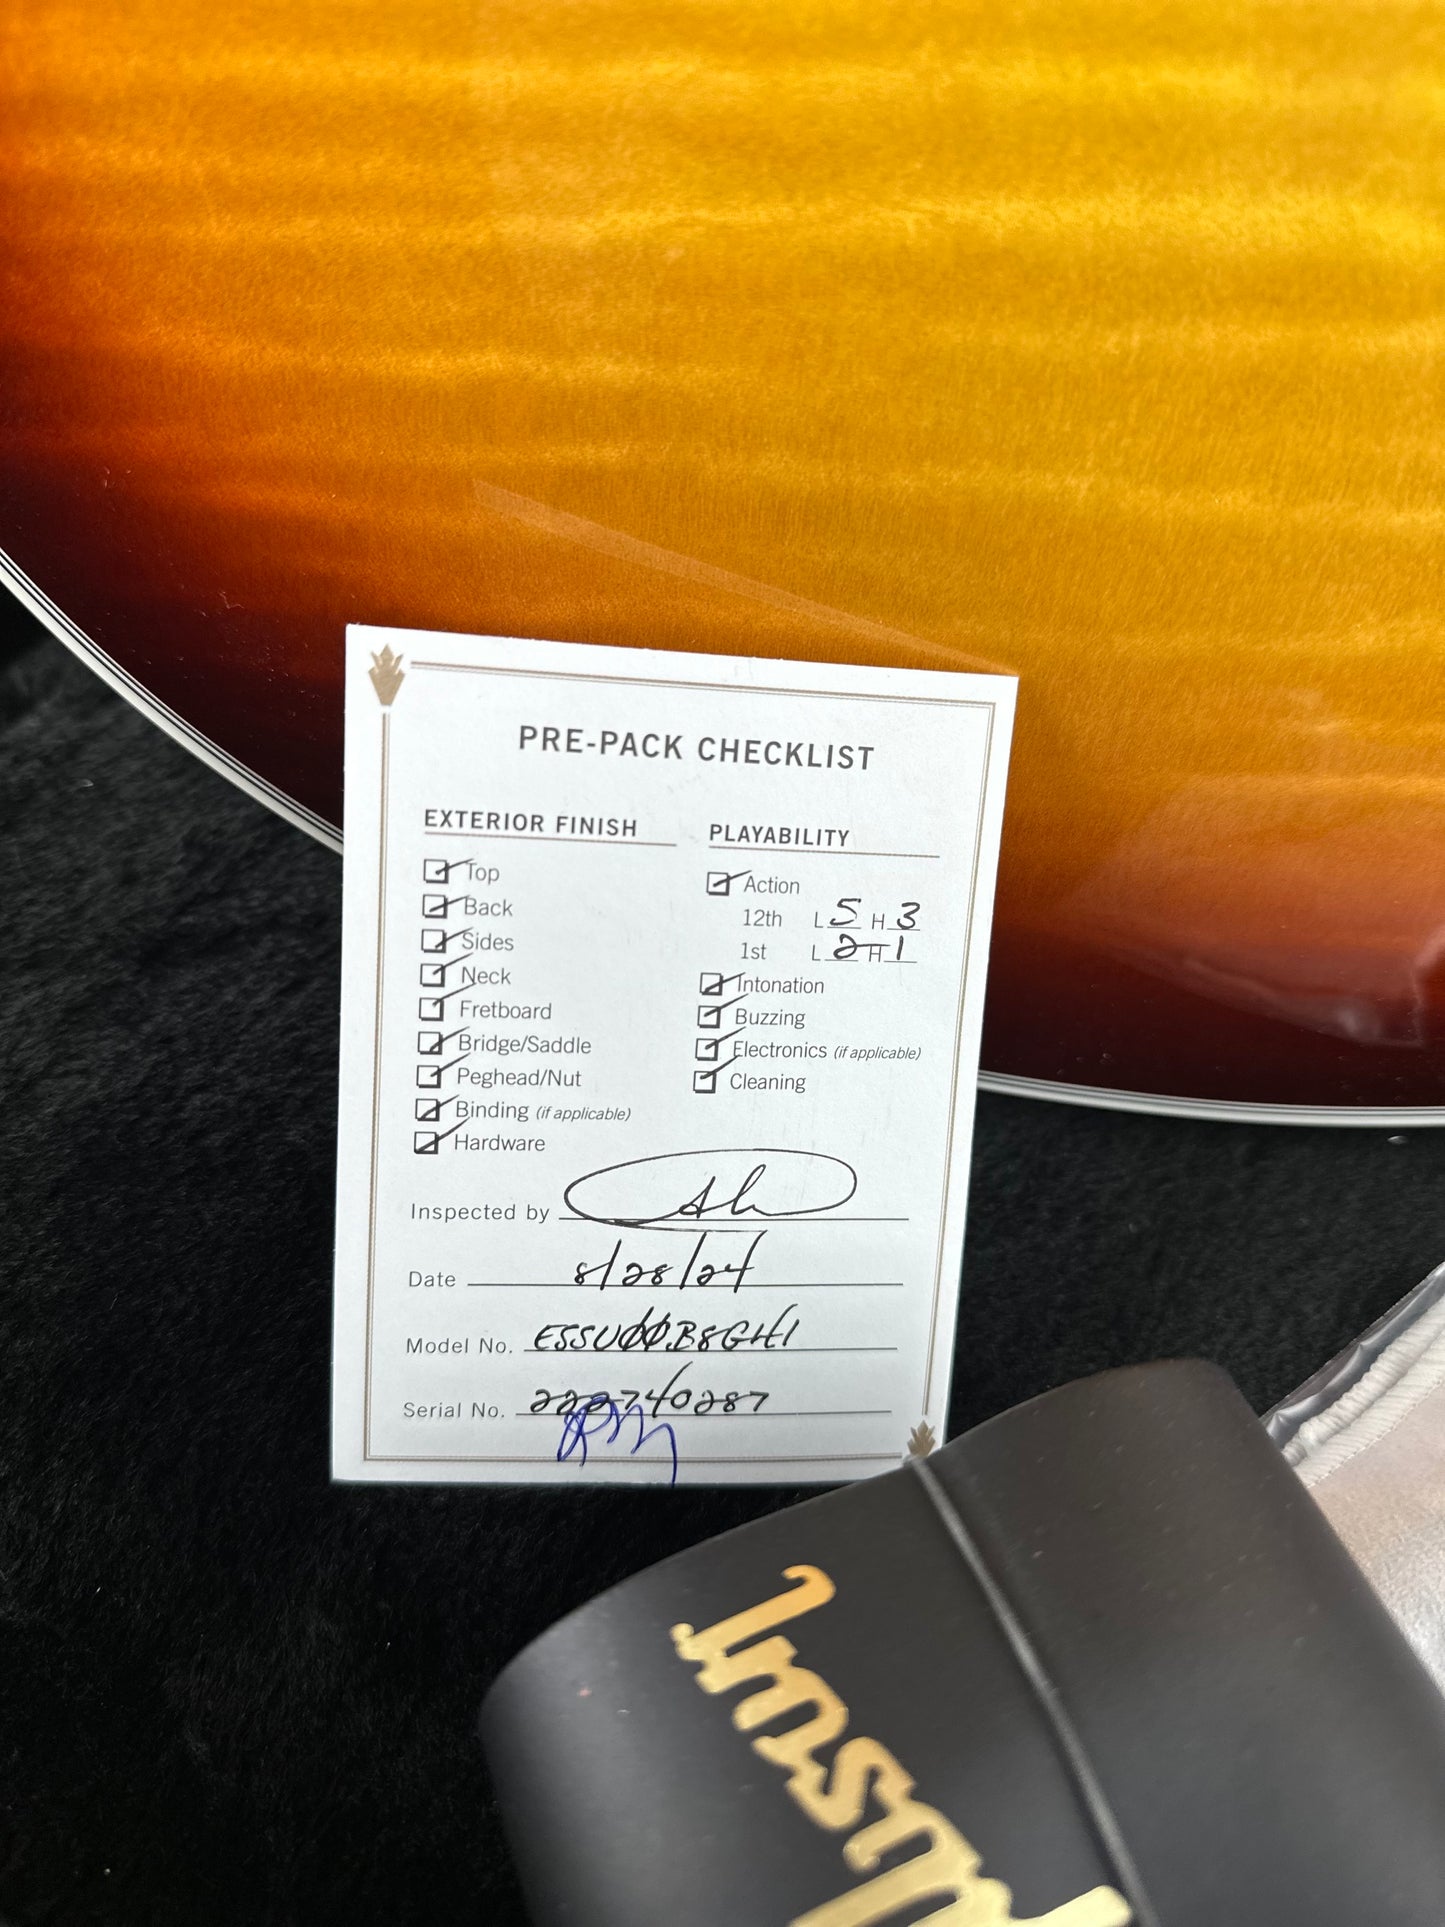 PRE-PACK CHECKLIST
EXTERIOR FINISH
Top
Back
Sides
Neck
Fretboard
Bridge/Saddle
Peghead/Nut
Binding (if applicable)
Hardware
PLAYABILITY
Action
12th L 5 H 3
1st L 2 H 1
Intonation
Buzzing
Electronics (if applicable)
Cleaning
Inspected by
Date 8/28/24
Model No. ESSU00B8GH1
Serial No. 222740287